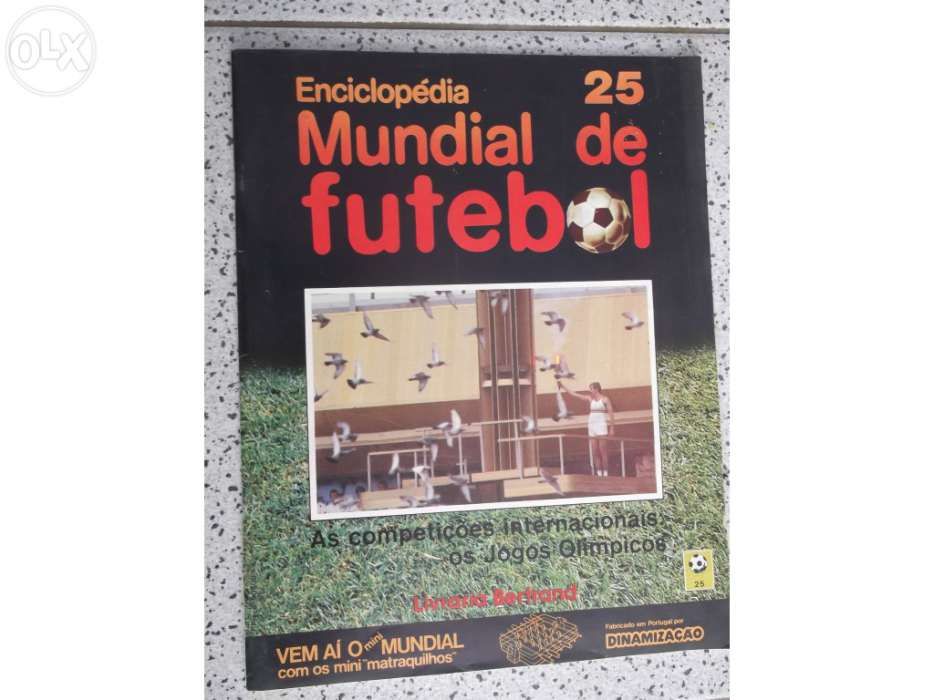 OLX
Enciclopédia 25
Mundial de
futebol
As competições internacionais:
os Jogos Olímpicos
25
Livraria Bertrand
VEM AÍ O mini MUNDIAL
com os mini "matraquilhos"
Fabricado em Portugal por
DINAMIZAÇÃO